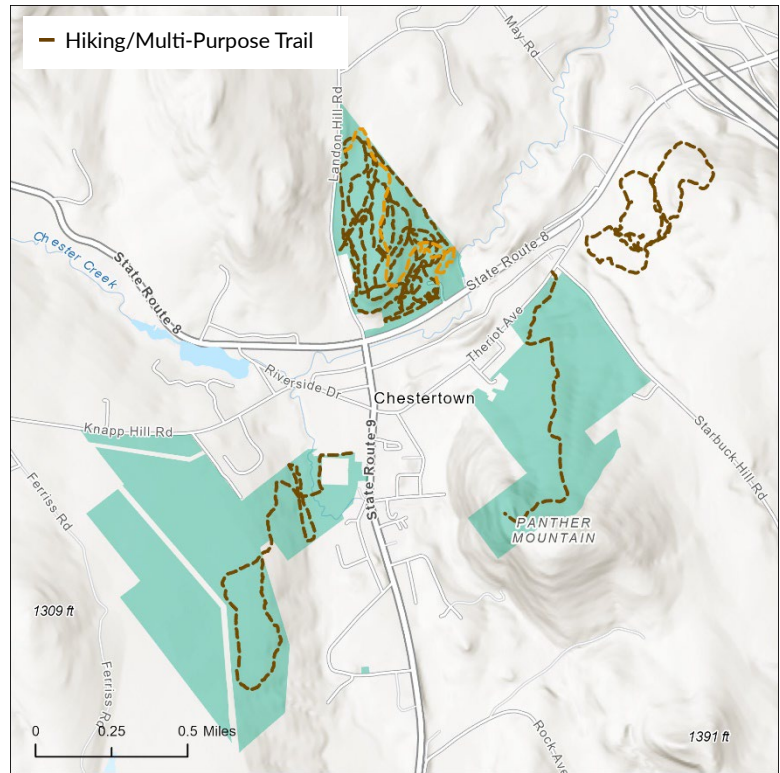 Hiking/Multi-Purpose Trail
May Rd
Landon Hill Rd
Chester Creek
State Route 8
State Route 8
Theriot Ave
Riverside Dr
Chestertown
Knapp Hill Rd
State Route 9
Starbuck Hill Rd
Ferriss Rd
PANTHER
MOUNTAIN
1309 ft
Ferriss Rd
0 0.25 0.5 Miles
Rock Ave
1391 ft